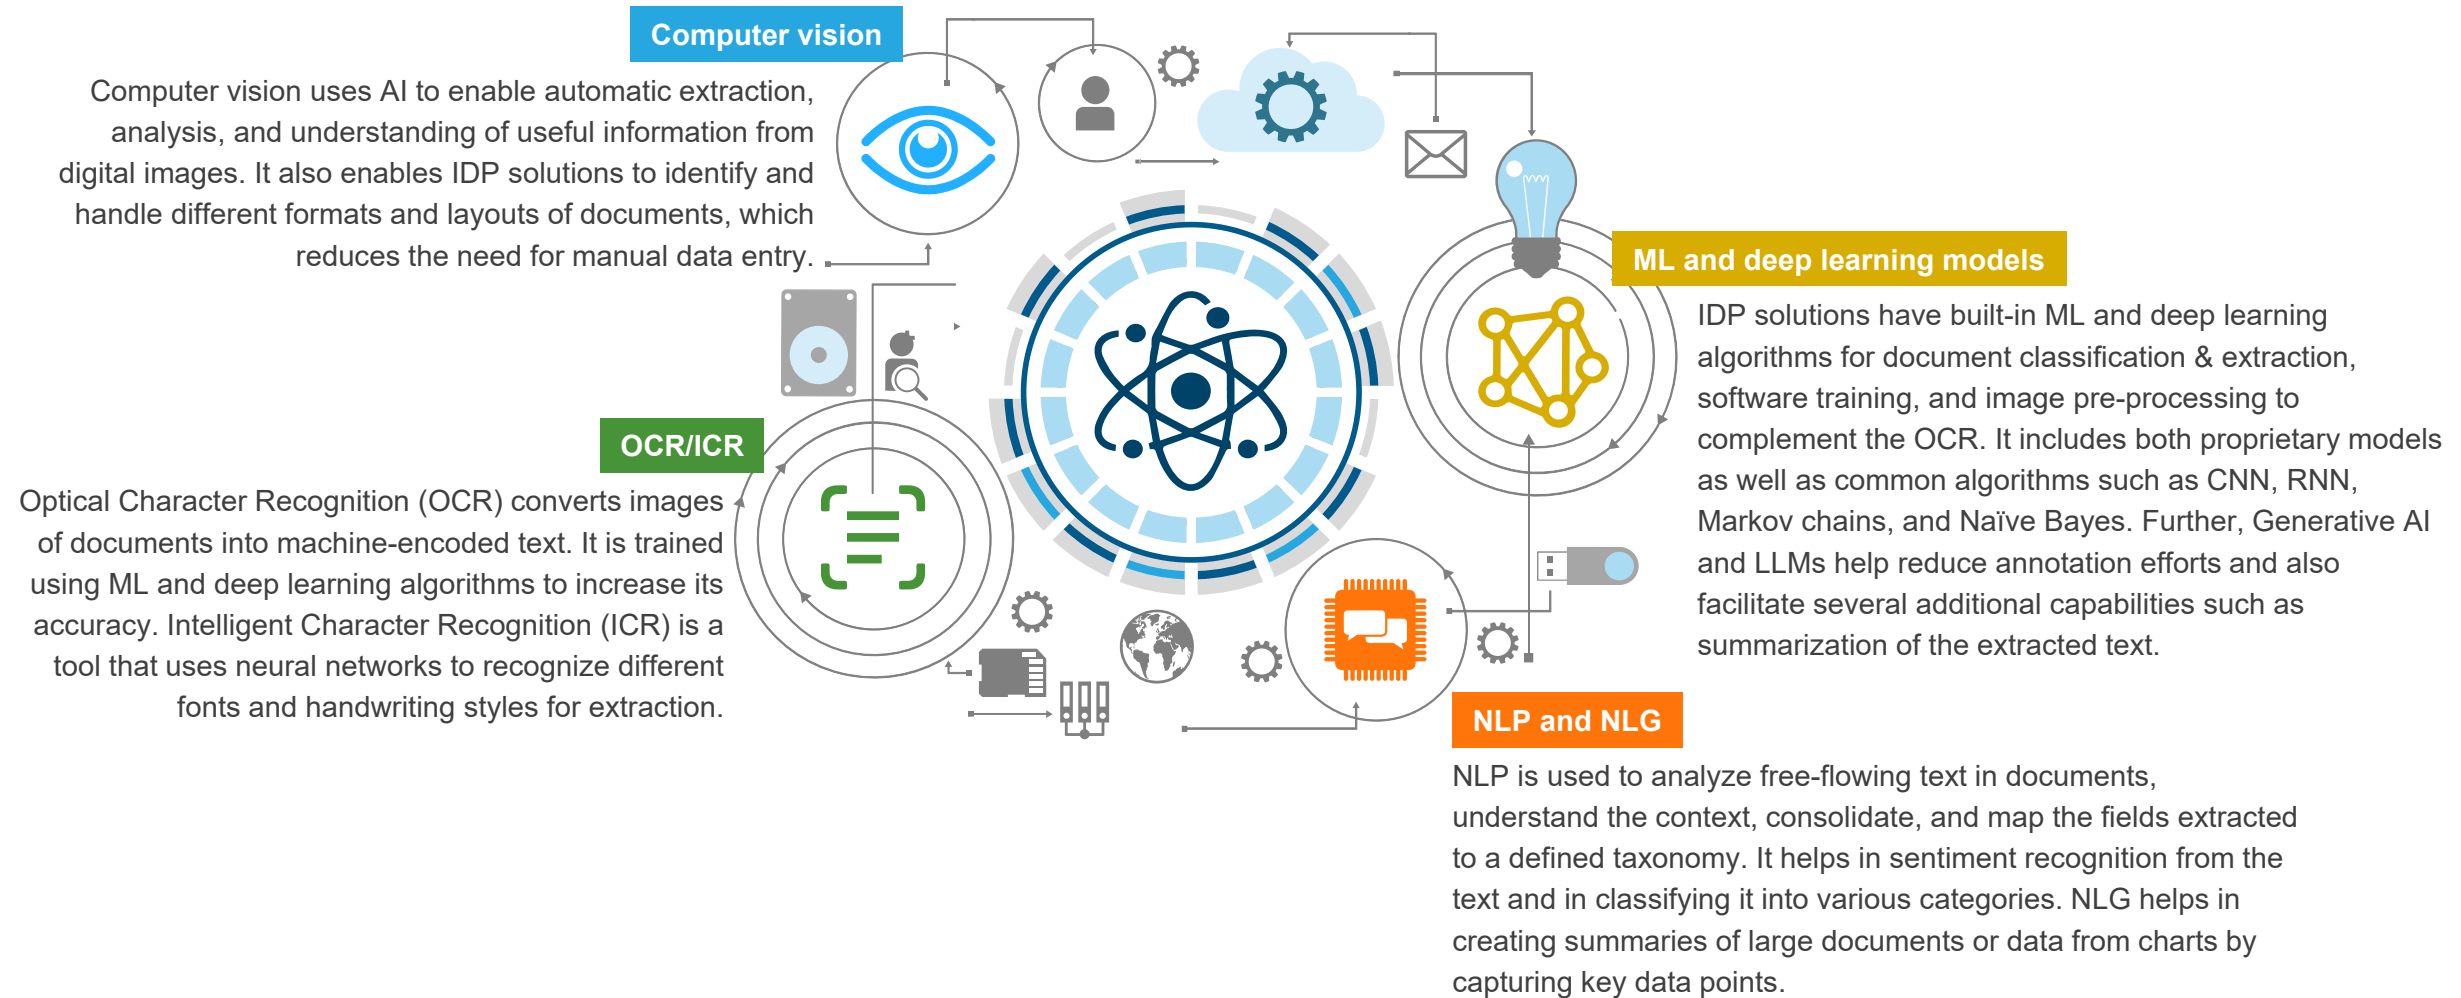 Computer vision
Computer vision uses AI to enable automatic extraction,
analysis, and understanding of useful information from
digital images. It also enables IDP solutions to identify and
handle different formats and layouts of documents, which
reduces the need for manual data entry.
ML and deep learning models
IDP solutions have built-in ML and deep learning
algorithms for document classification & extraction,
software training, and image pre-processing to
complement the OCR. It includes both proprietary models
as well as common algorithms such as CNN, RNN,
Markov chains, and Naïve Bayes. Further, Generative AI
and LLMs help reduce annotation efforts and also
facilitate several additional capabilities such as
summarization of the extracted text.
OCR/ICR
Optical Character Recognition (OCR) converts images
of documents into machine-encoded text. It is trained
using ML and deep learning algorithms to increase its
accuracy. Intelligent Character Recognition (ICR) is a
tool that uses neural networks to recognize different
fonts and handwriting styles for extraction.
NLP and NLG
NLP is used to analyze free-flowing text in documents,
understand the context, consolidate, and map the fields extracted
to a defined taxonomy. It helps in sentiment recognition from the
text and in classifying it into various categories. NLG helps in
creating summaries of large documents or data from charts by
capturing key data points.